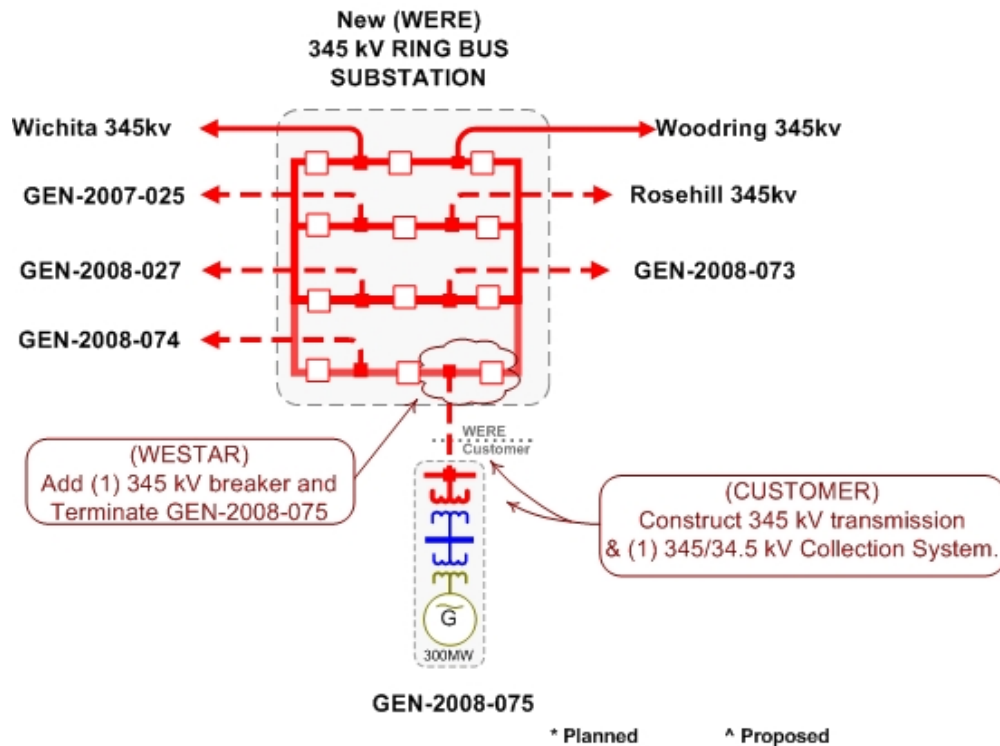 New (WERE)
345 kV RING BUS
SUBSTATION
Wichita 345kv
Woodring 345kv
GEN-2007-025
Rosehill 345kv
GEN-2008-027
GEN-2008-073
GEN-2008-074
WERE
Customer
(WESTAR)
Add (1) 345 kV breaker and
Terminate GEN-2008-075
(CUSTOMER)
Construct 345 kV transmission
& (1) 345/34.5 kV Collection System.
G
300MW
GEN-2008-075
* Planned
^ Proposed